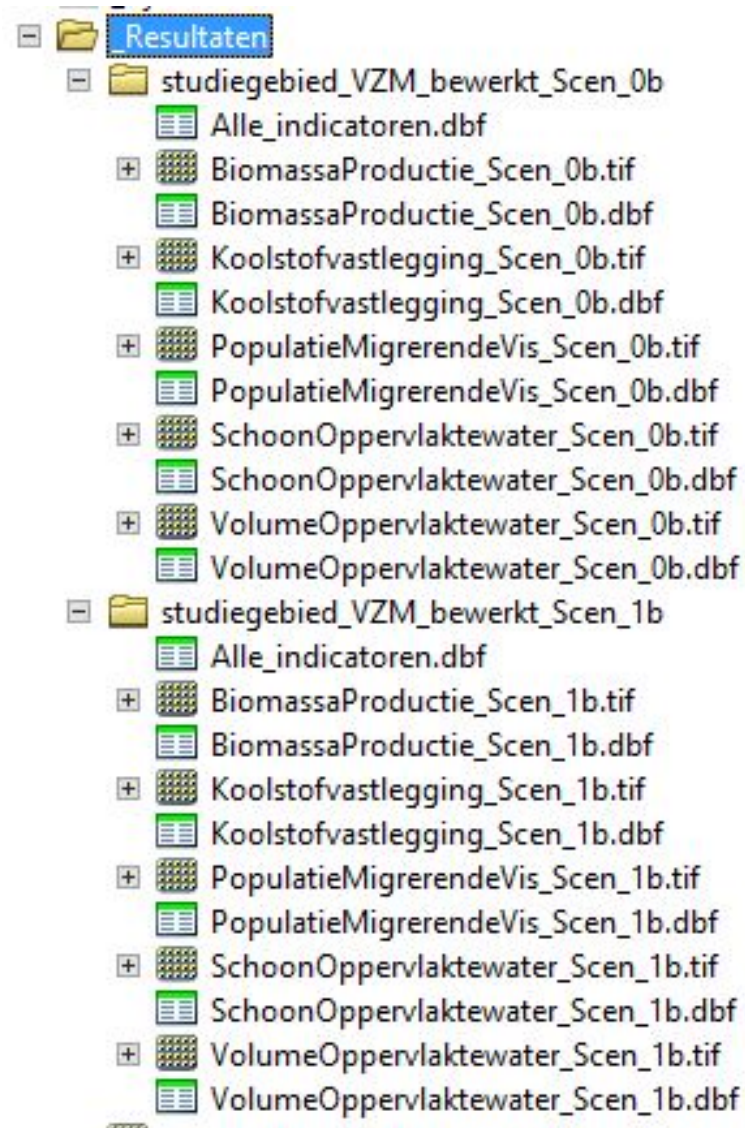 _Resultaten
studiegebied_VZM_bewerkt_Scen_0b
Alle_indicatoren.dbf
BiomassaProductie_Scen_0b.tif
BiomassaProductie_Scen_0b.dbf
Koolstofvastlegging_Scen_0b.tif
Koolstofvastlegging_Scen_0b.dbf
PopulatieMigrerendeVis_Scen_0b.tif
PopulatieMigrerendeVis_Scen_0b.dbf
SchoonOppervlaktewater_Scen_0b.tif
SchoonOppervlaktewater_Scen_0b.dbf
VolumeOppervlaktewater_Scen_0b.tif
VolumeOppervlaktewater_Scen_0b.dbf
studiegebied_VZM_bewerkt_Scen_1b
Alle_indicatoren.dbf
BiomassaProductie_Scen_1b.tif
BiomassaProductie_Scen_1b.dbf
Koolstofvastlegging_Scen_1b.tif
Koolstofvastlegging_Scen_1b.dbf
PopulatieMigrerendeVis_Scen_1b.tif
PopulatieMigrerendeVis_Scen_1b.dbf
SchoonOppervlaktewater_Scen_1b.tif
SchoonOppervlaktewater_Scen_1b.dbf
VolumeOppervlaktewater_Scen_1b.tif
VolumeOppervlaktewater_Scen_1b.dbf